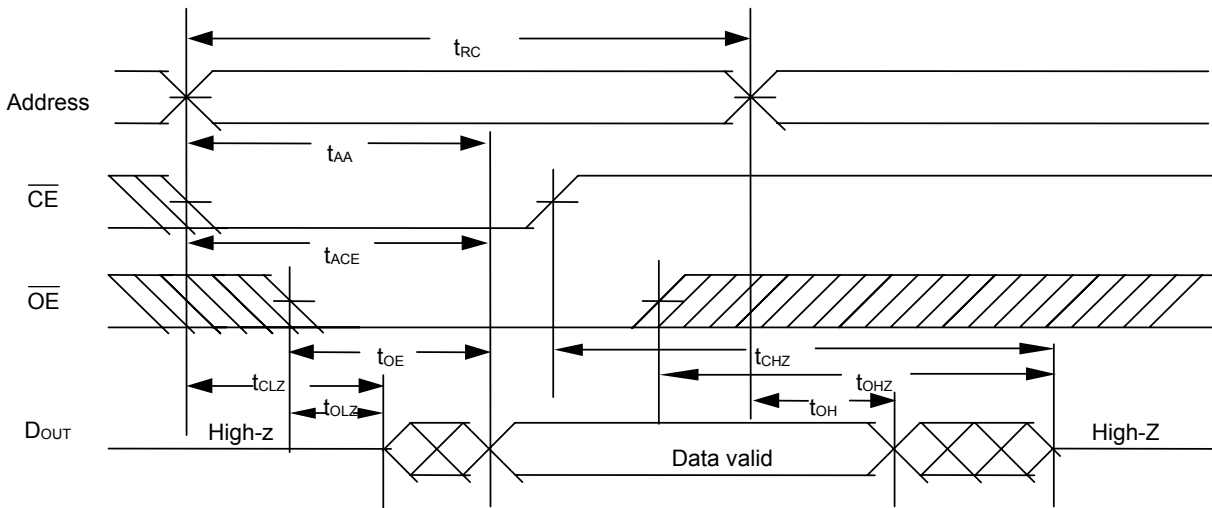 tRC
Address
tAA
CE
tACE
OE
tOE
tCHZ
tCLZ
tOHZ
tOLZ
tOH
DOUT
High-z
Data valid
High-Z